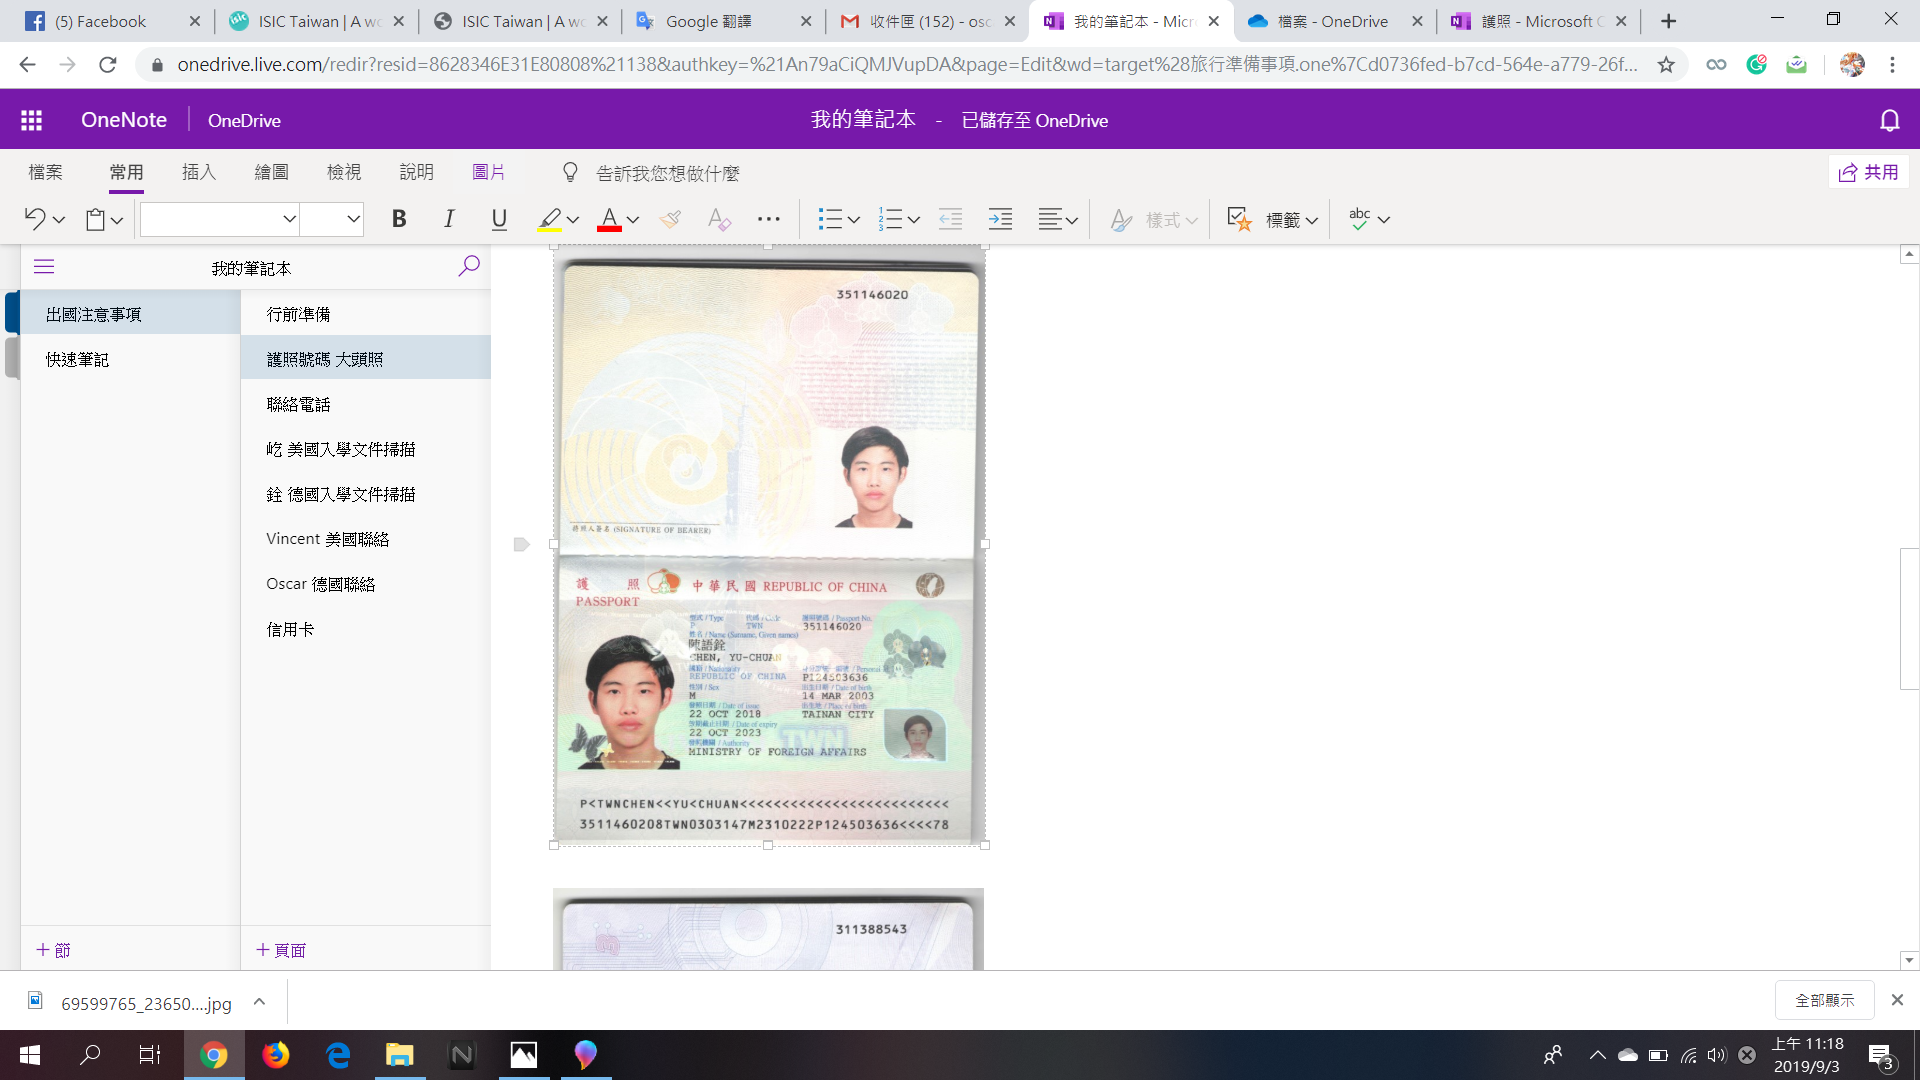 (5) Facebook
ISIC Taiwan | A wc
ISIC Taiwan | A wc
Google 翻譯
收件匣 (152) - osc
我的筆記本 - Micr
檔案 - OneDrive
護照 - Microsoft C
onedrive.live.com/redir?resid=8628346E31E80808%21138&authkey=%21An79aCiQMJVupDA&page=Edit&wd=target%28旅行準備事項.one%7Cd0736fed-b7cd-564e-a779-26f...
OneNote
OneDrive
我的筆記本 - 已儲存至 OneDrive
檔案 常用 插入 繪圖 檢視 說明 圖片 告訴我您想做什麼
B I U A 樣式 標籤 abc
我的筆記本
出國注意事項
快速筆記
行前準備
護照號碼 大頭照
聯絡電話
屹 美國入學文件掃描
銓 德國入學文件掃描
Vincent 美國聯絡
Oscar 德國聯絡
信用卡
+ 節
+ 頁面
351146020
持照人簽名 (SIGNATURE OF BEARER)
護 照 中華民國 REPUBLIC OF CHINA
PASSPORT
型式 / Type 代碼 / Code 護照號碼 / Passport No.
P TWN 351146020
姓名 / Name (Surname, Given names)
陳語銓
CHEN, YU-CHUAN
國籍 / Nationality 身分證統一編號 / Personal
REPUBLIC OF CHINA P124503636
性別 / Sex 出生日期 / Date of birth
M 14 MAR 2003
發照日期 / Date of issue 出生地 / Place of birth
22 OCT 2018 TAINAN CITY
效期截止日期 / Date of expiry
22 OCT 2023
發照機關 / Authority
MINISTRY OF FOREIGN AFFAIRS
TWN
P<TWNCHEN<<YU<CHUAN<<<<<<<<<<<<<<<<<<<<<<<<<
3511460208TWN0303147M2310222P124503636<<<<78
311388543
69599765_23650....jpg
全部顯示
上午 11:18
2019/9/3
3